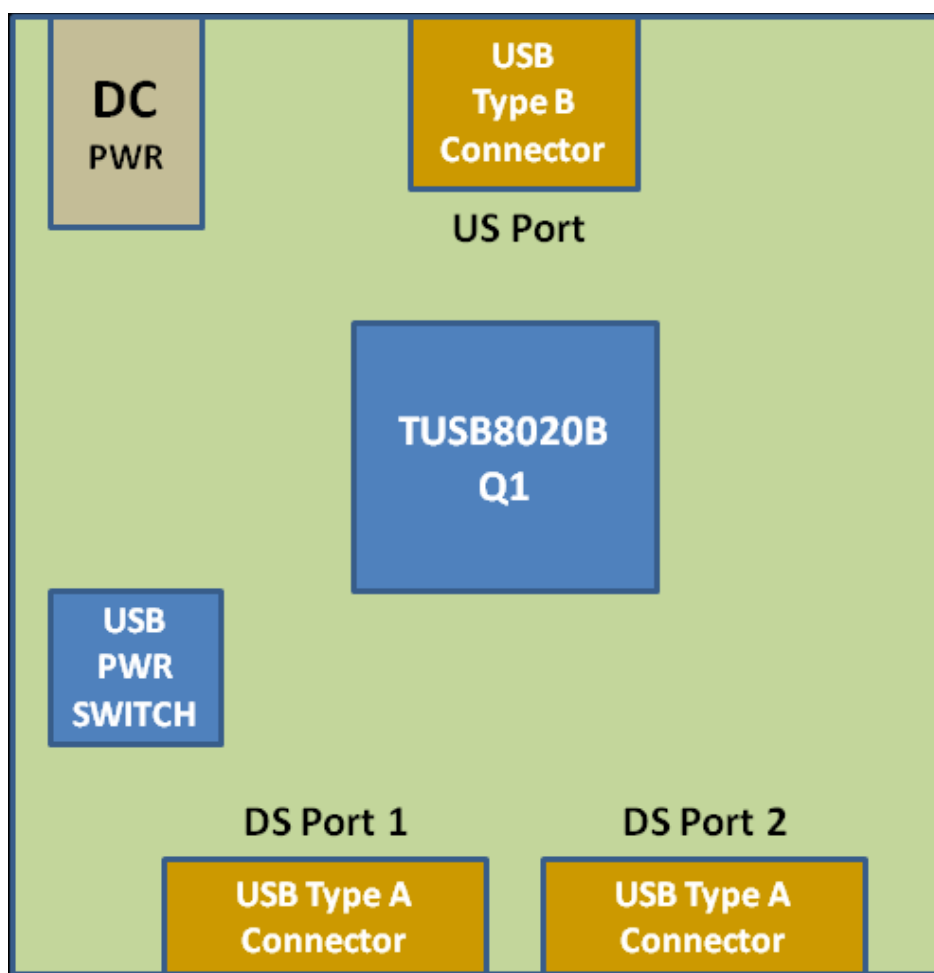 DC
PWR
USB
Type B
Connector
US Port
TUSB8020B
Q1
USB
PWR
SWITCH
DS Port 1
DS Port 2
USB Type A
Connector
USB Type A
Connector